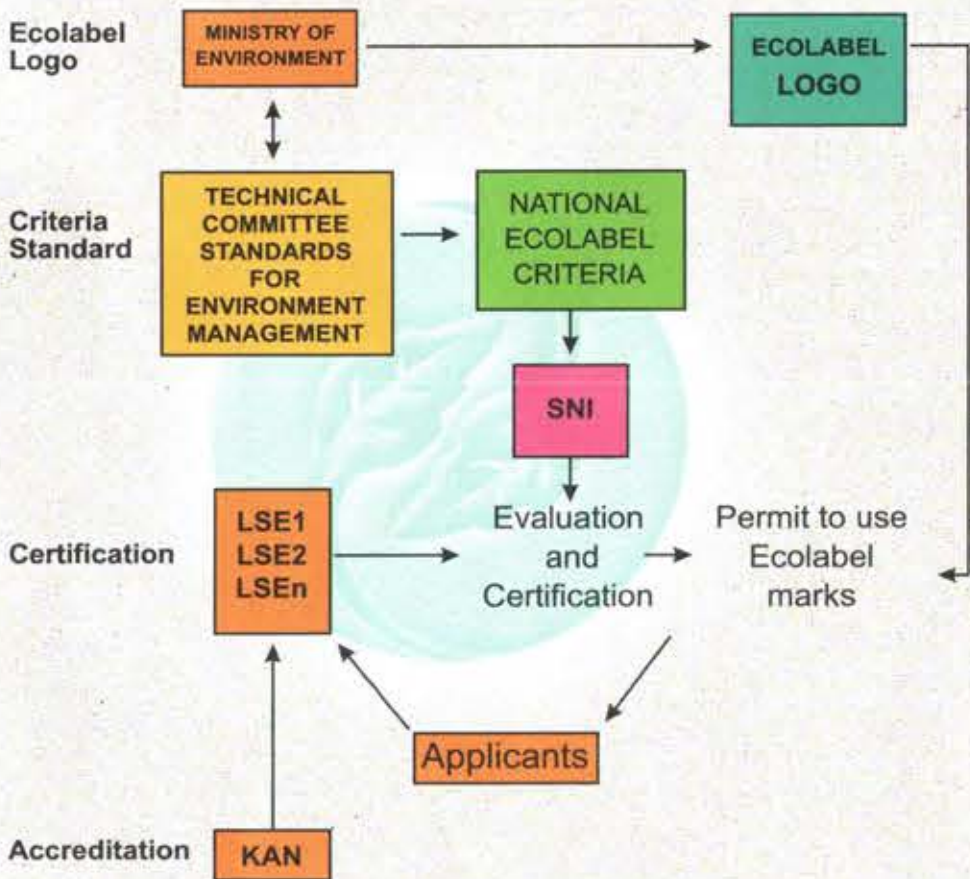 Ecolabel
Logo
MINISTRY OF
ENVIRONMENT
ECOLABEL
LOGO
Criteria
Standard
TECHNICAL
COMMITTEE
STANDARDS
FOR
ENVIRONMENT
MANAGEMENT
NATIONAL
ECOLABEL
CRITERIA
SNI
Certification
LSE1
LSE2
LSEn
Evaluation
and
Certification
Permit to use
Ecolabel
marks
Applicants
Accreditation
KAN